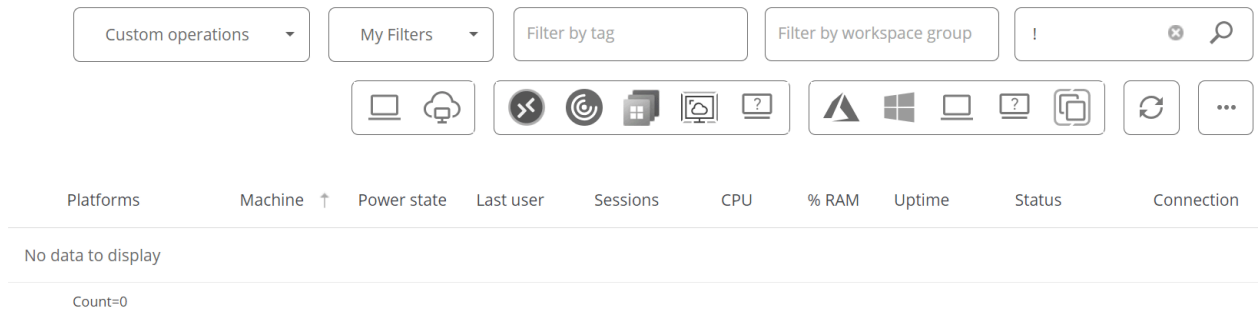 Custom operations My Filters Filter by tag Filter by workspace group !
? ?
Platforms Machine ↑ Power state Last user Sessions CPU % RAM Uptime Status Connection
No data to display
Count=0